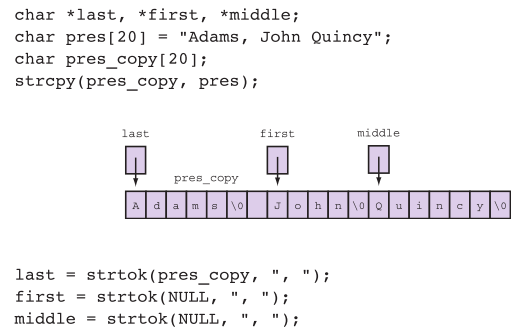 char *last, *first, *middle;
char pres[20] = "Adams, John Quincy";
char pres_copy[20];
strcpy(pres_copy, pres);
last first middle
pres_copy
A d a m s \0 J o h n \0 Q u i n c y \0
last = strtok(pres_copy, ", ");
first = strtok(NULL, ", ");
middle = strtok(NULL, ", ");